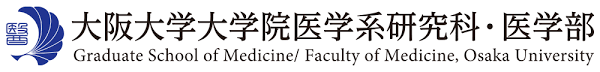 醫
大阪大学大学院医学系研究科・医学部
Graduate School of Medicine/ Faculty of Medicine, Osaka University